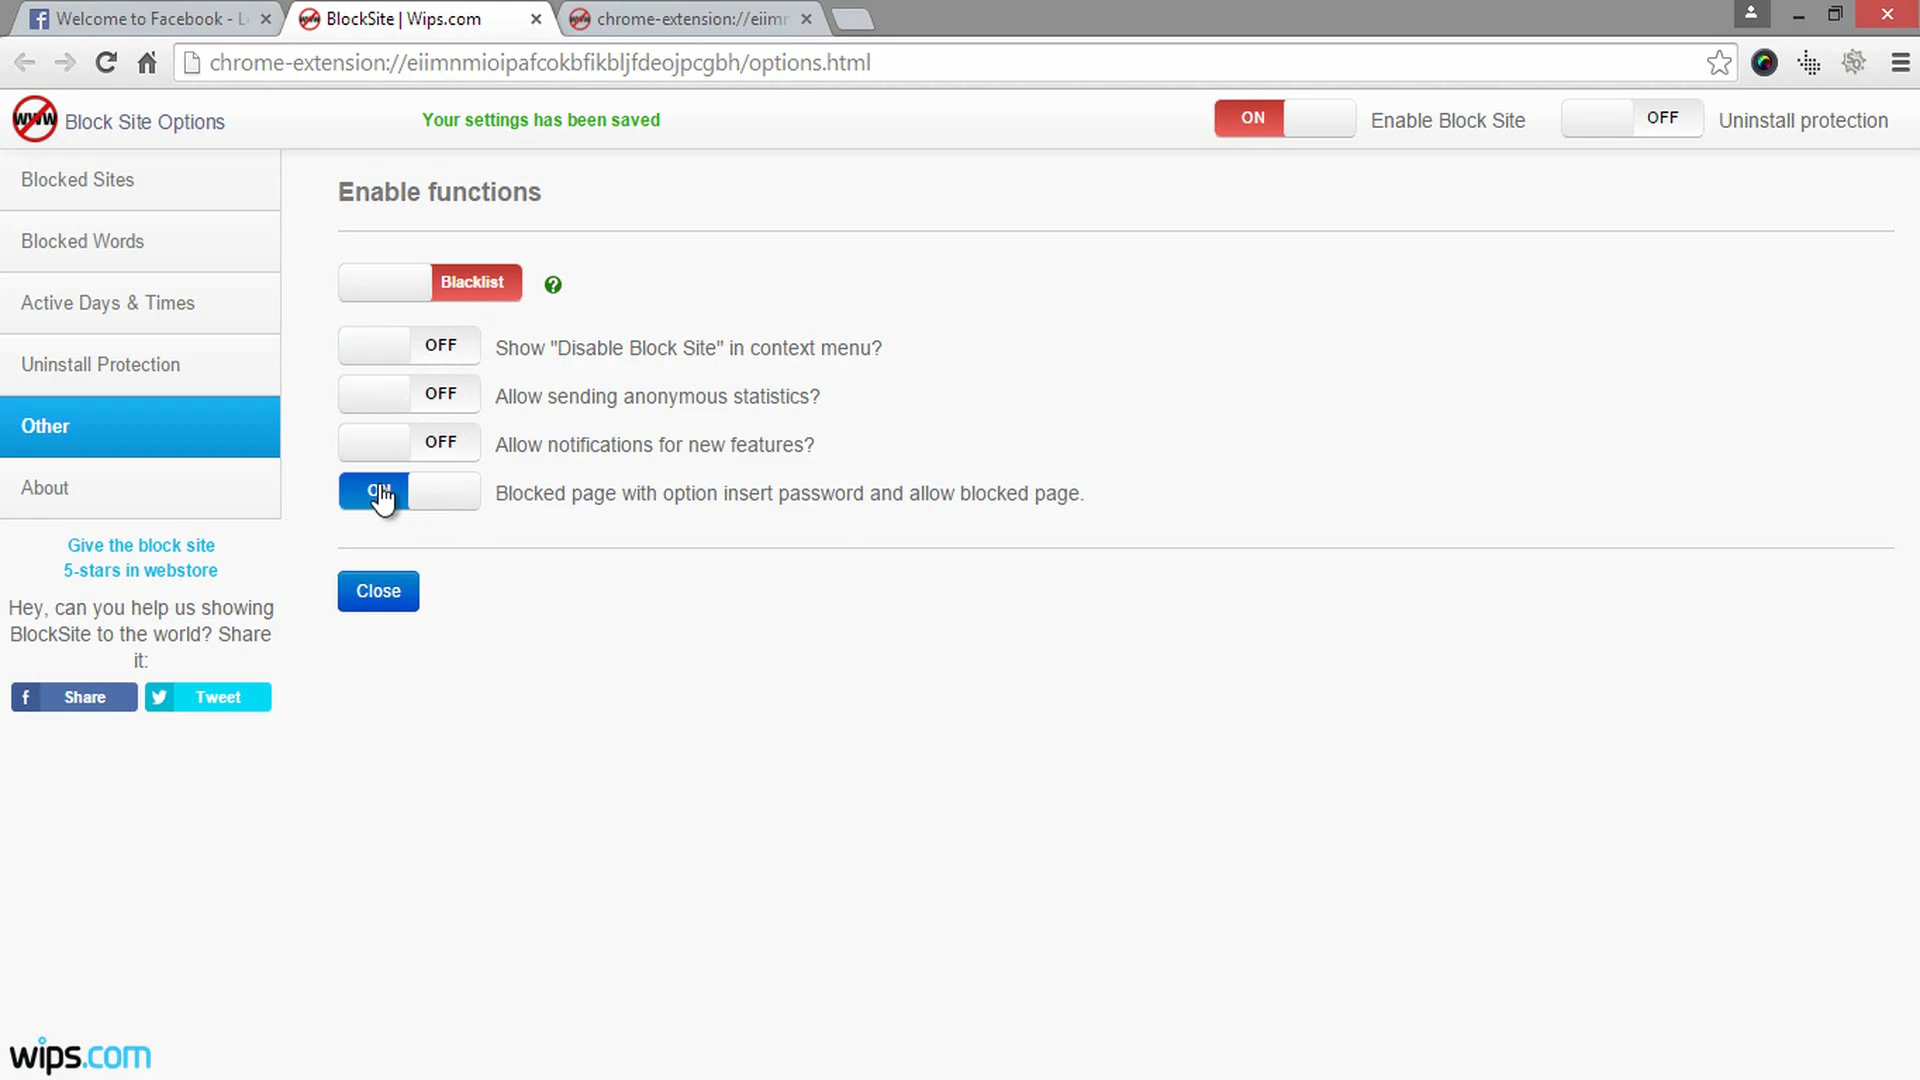 Welcome to Facebook - L
BlockSite | Wips.com
chrome-extension://eiimn
chrome-extension://eiimnmioipafcokbfikbljfdeojpcgbh/options.html
WWW
Block Site Options
Your settings has been saved
ON
Enable Block Site
OFF
Uninstall protection
Blocked Sites
Blocked Words
Active Days & Times
Uninstall Protection
Other
About
Give the block site
5-stars in webstore
Hey, can you help us showing
BlockSite to the world? Share
it:
f Share
Tweet
Enable functions
Blacklist ?
OFF Show "Disable Block Site" in context menu?
OFF Allow sending anonymous statistics?
OFF Allow notifications for new features?
ON Blocked page with option insert password and allow blocked page.
Close
wips.com